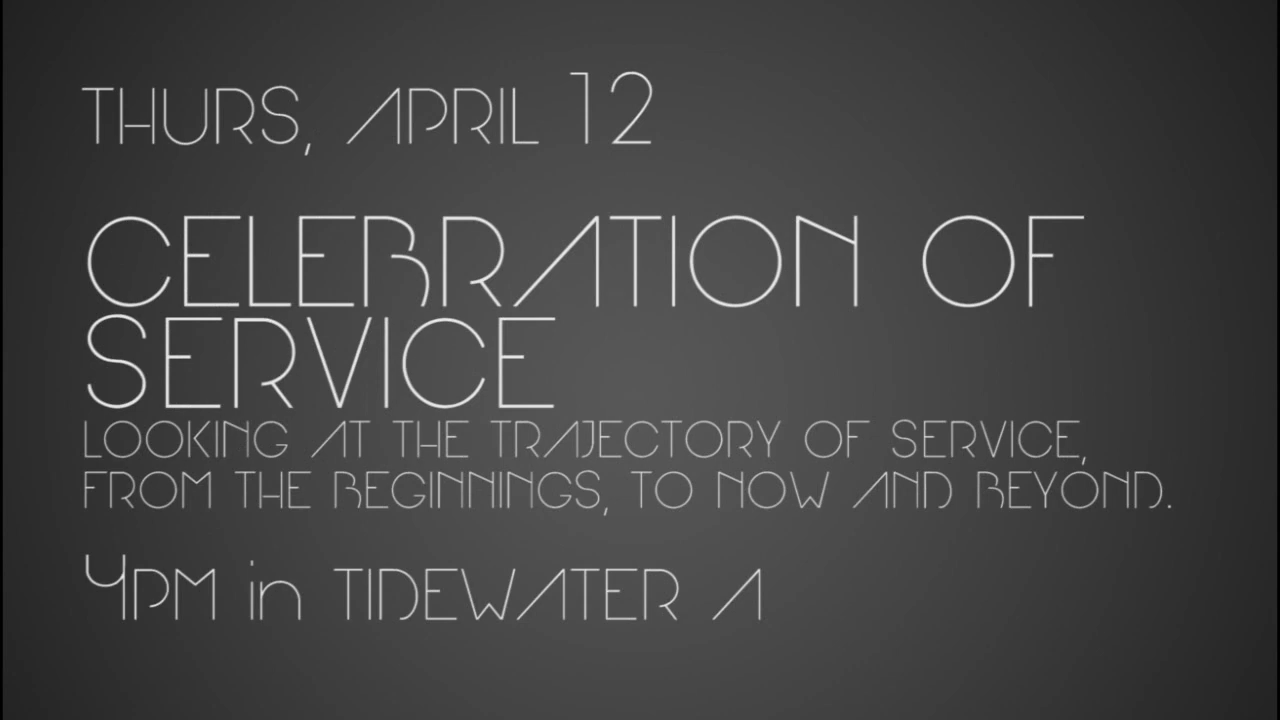 THURS, APRIL 12
CELEBRATION OF
SERVICE
LOOKING AT THE TRAJECTORY OF SERVICE,
FROM THE BEGINNINGS, TO NOW AND BEYOND.
4PM in TIDEWATER A